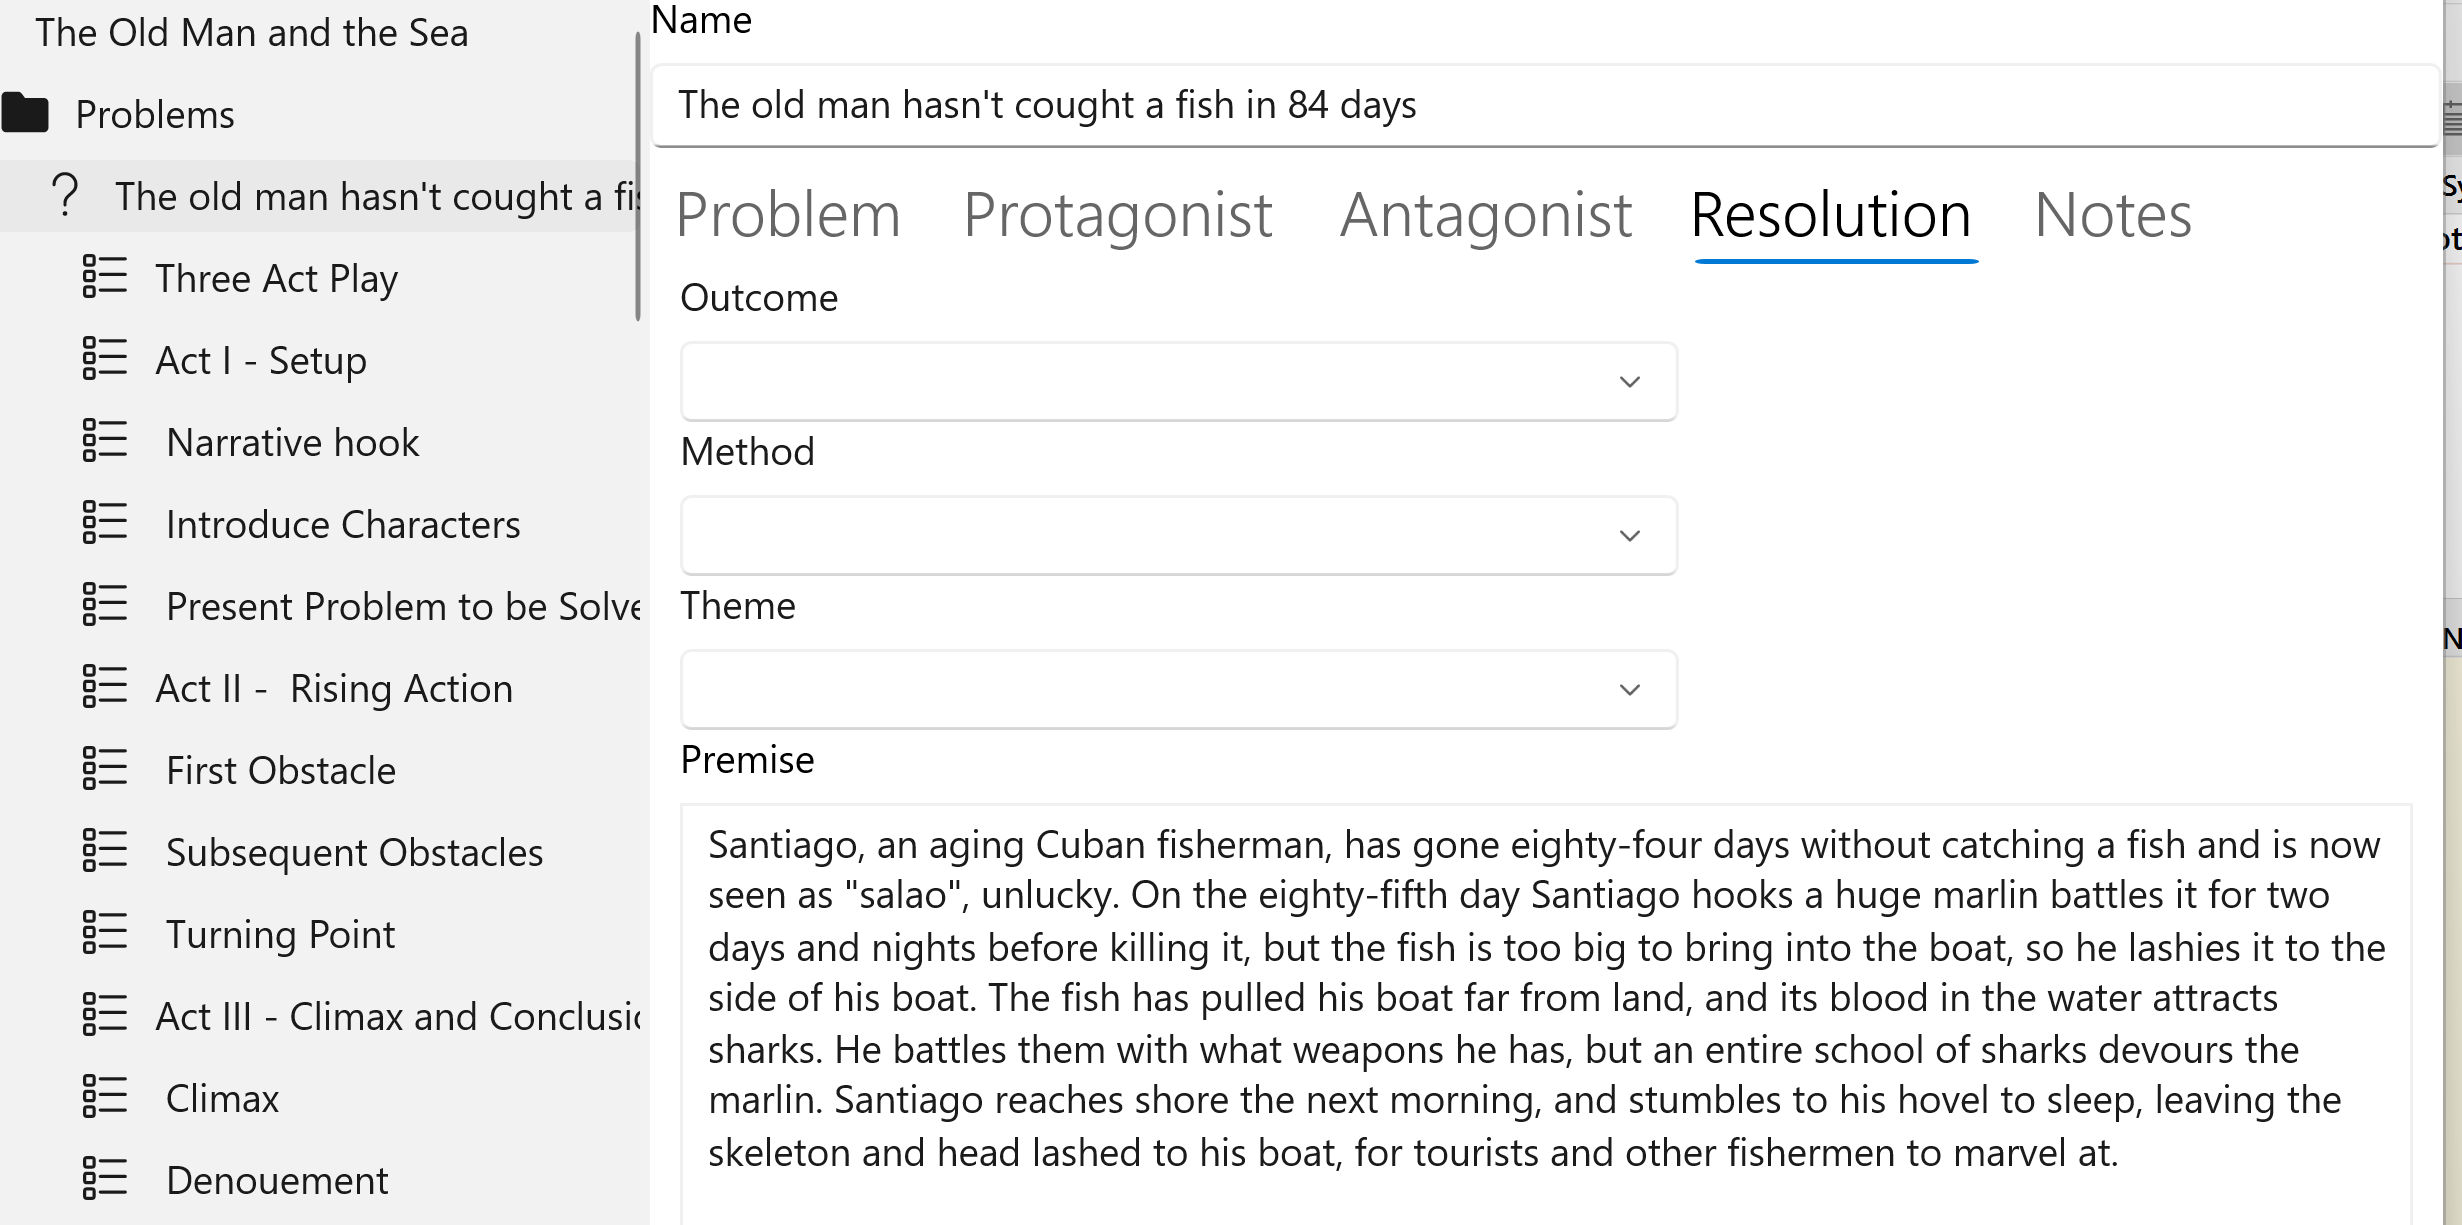 The Old Man and the Sea
Problems
The old man hasn't cought a fis
Three Act Play
Act I - Setup
Narrative hook
Introduce Characters
Present Problem to be Solve
Act II -  Rising Action
First Obstacle
Subsequent Obstacles
Turning Point
Act III - Climax and Conclusio
Climax
Denouement
Name
The old man hasn't cought a fish in 84 days
Problem Protagonist Antagonist Resolution Notes
Outcome
Method
Theme
Premise
Santiago, an aging Cuban fisherman, has gone eighty-four days without catching a fish and is now
seen as "salao", unlucky. On the eighty-fifth day Santiago hooks a huge marlin battles it for two
days and nights before killing it, but the fish is too big to bring into the boat, so he lashies it to the
side of his boat. The fish has pulled his boat far from land, and its blood in the water attracts
sharks. He battles them with what weapons he has, but an entire school of sharks devours the
marlin. Santiago reaches shore the next morning, and stumbles to his hovel to sleep, leaving the
skeleton and head lashed to his boat, for tourists and other fishermen to marvel at.